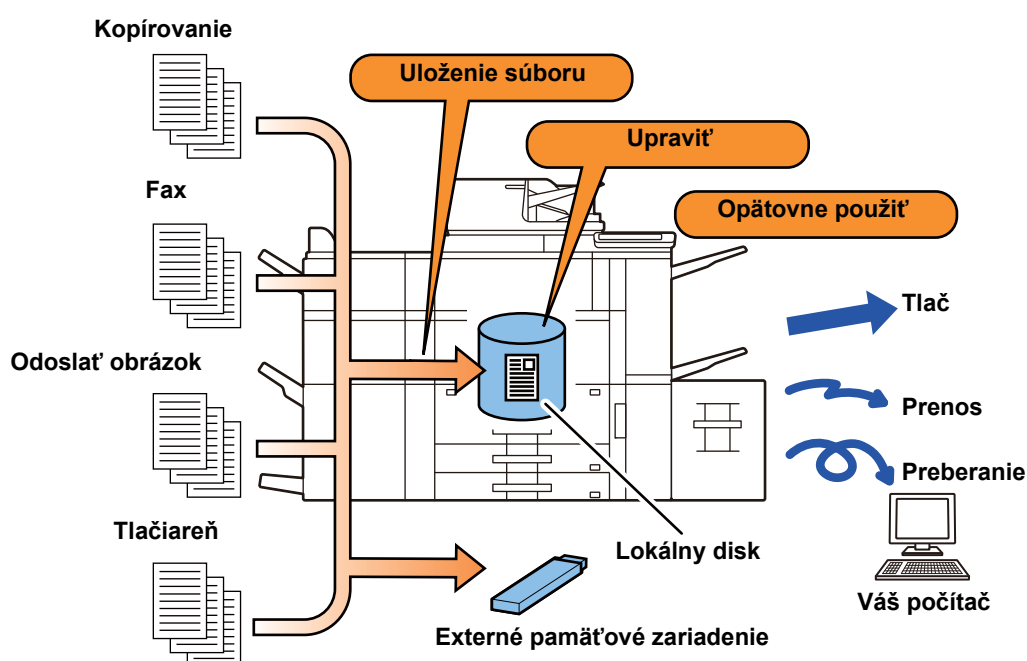 Kopírovanie
Uloženie súboru
Upraviť
Fax
Opätovne použiť
Tlač
Odoslať obrázok
Prenos
Preberanie
Tlačiareň
Lokálny disk
Váš počítač
Externé pamäťové zariadenie